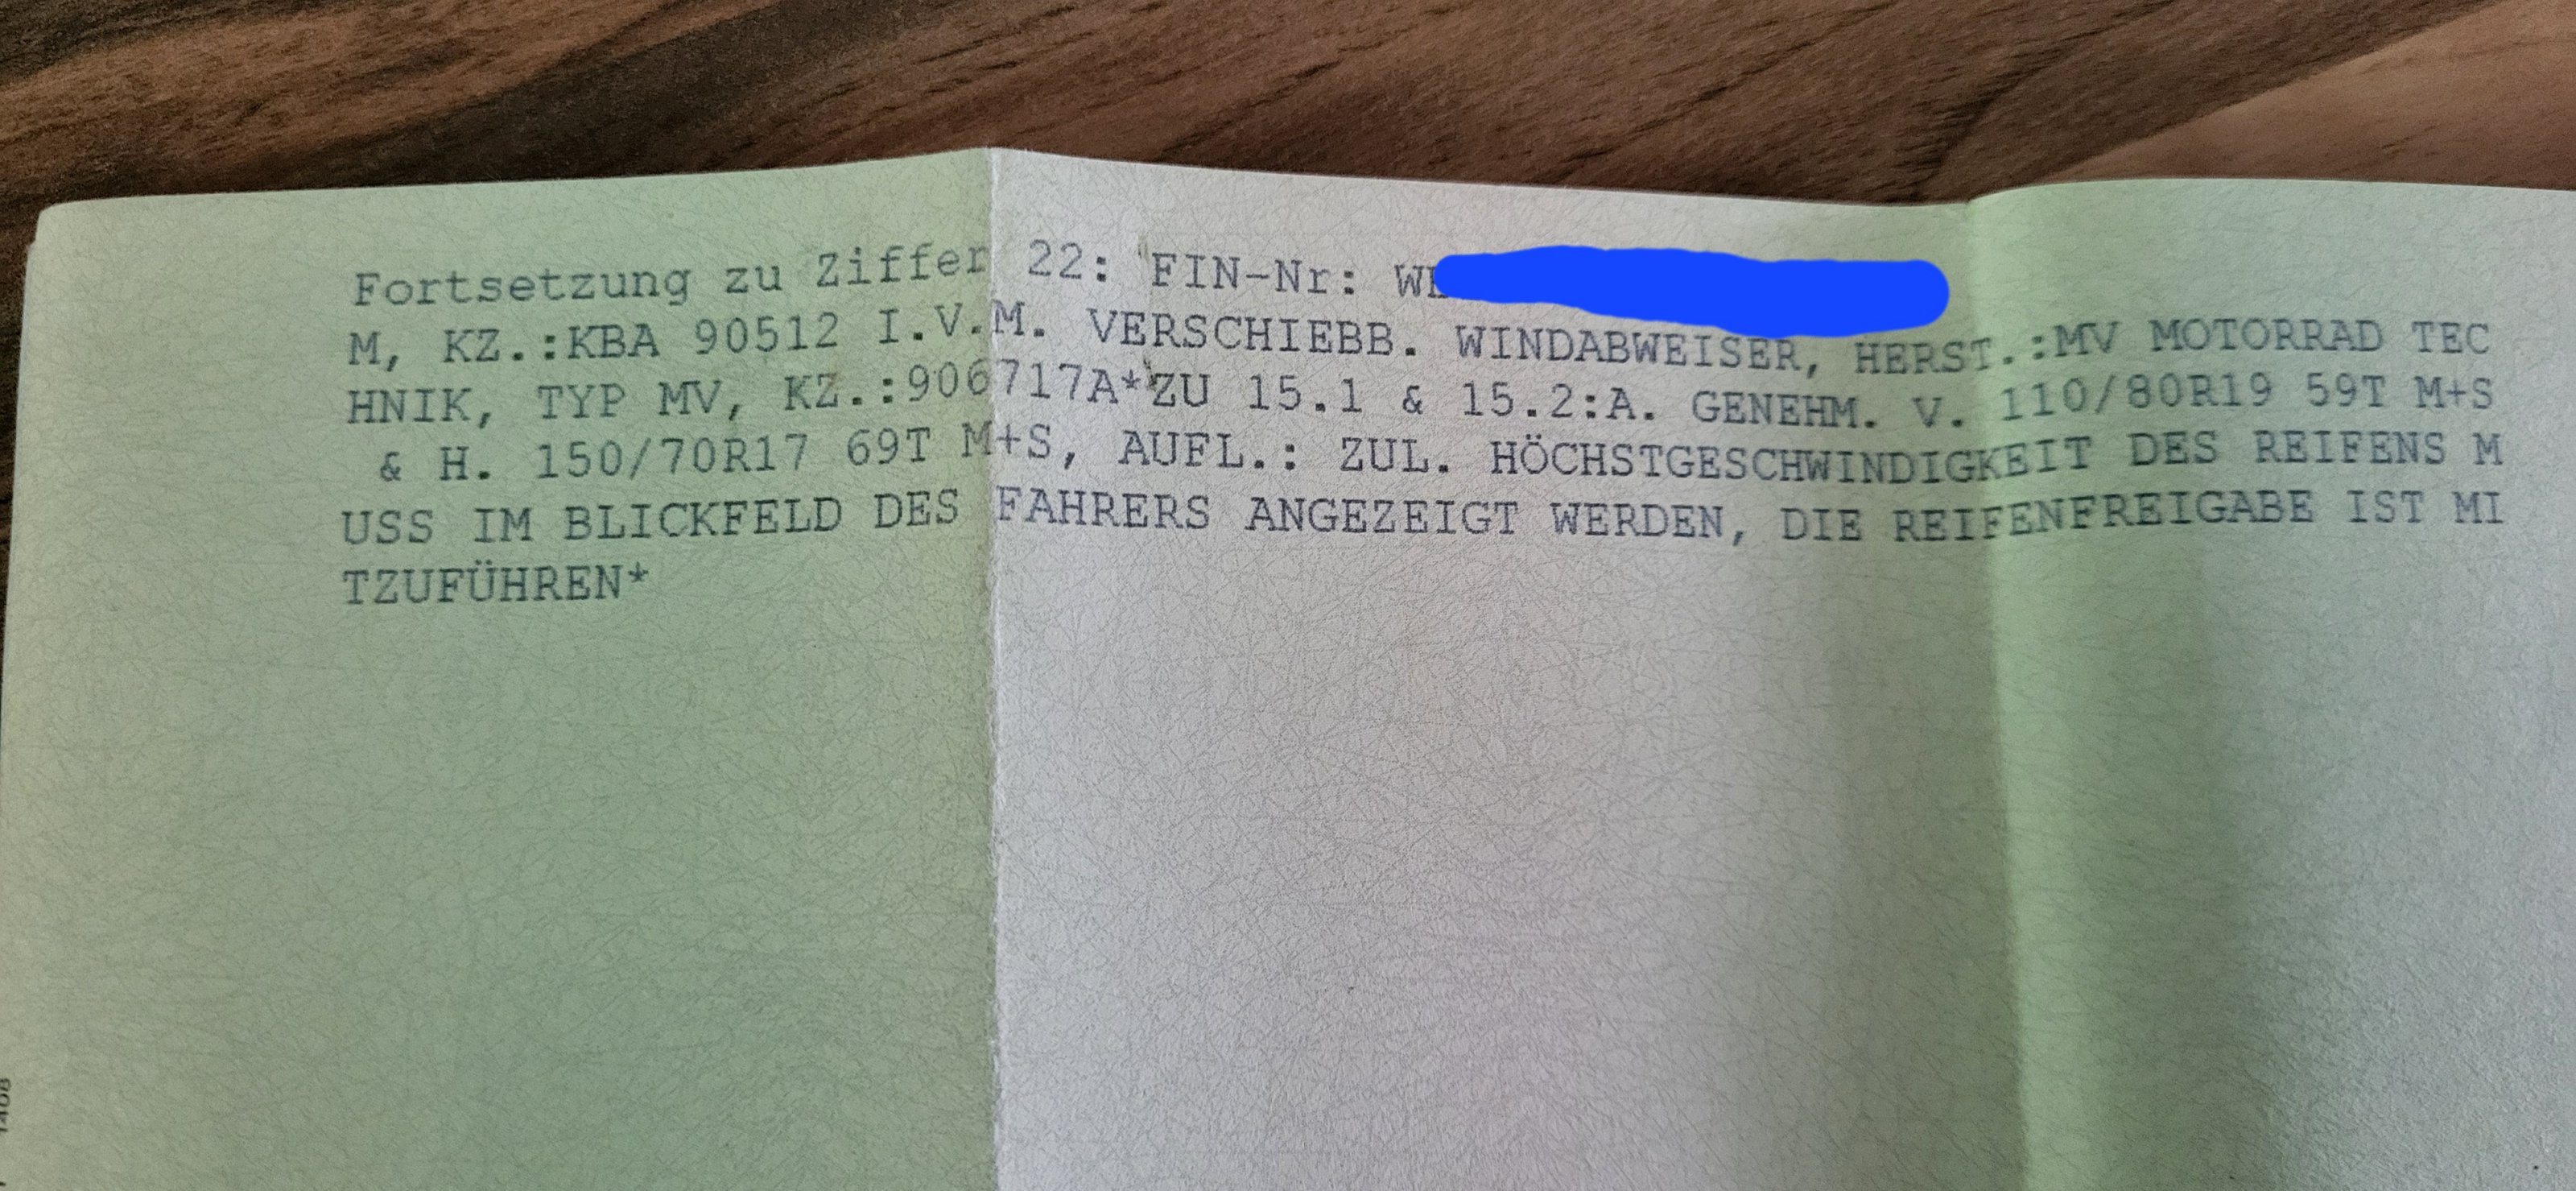 Fortsetzung zu Ziffer 22: FIN-Nr: W
M, KZ.:KBA 90512 I.V.M. VERSCHIEBB. WINDABWEISER, HERST.:MV MOTORRAD TEC
HNIK, TYP MV, KZ.:906717A*ZU 15.1 & 15.2:A. GENEHM. V. 110/80R19 59T M+S
& H. 150/70R17 69T M+S, AUFL.: ZUL. HÖCHSTGESCHWINDIGKEIT DES REIFENS M
USS IM BLICKFELD DES FAHRERS ANGEZEIGT WERDEN, DIE REIFENFREIGABE IST MI
TZUFÜHREN*